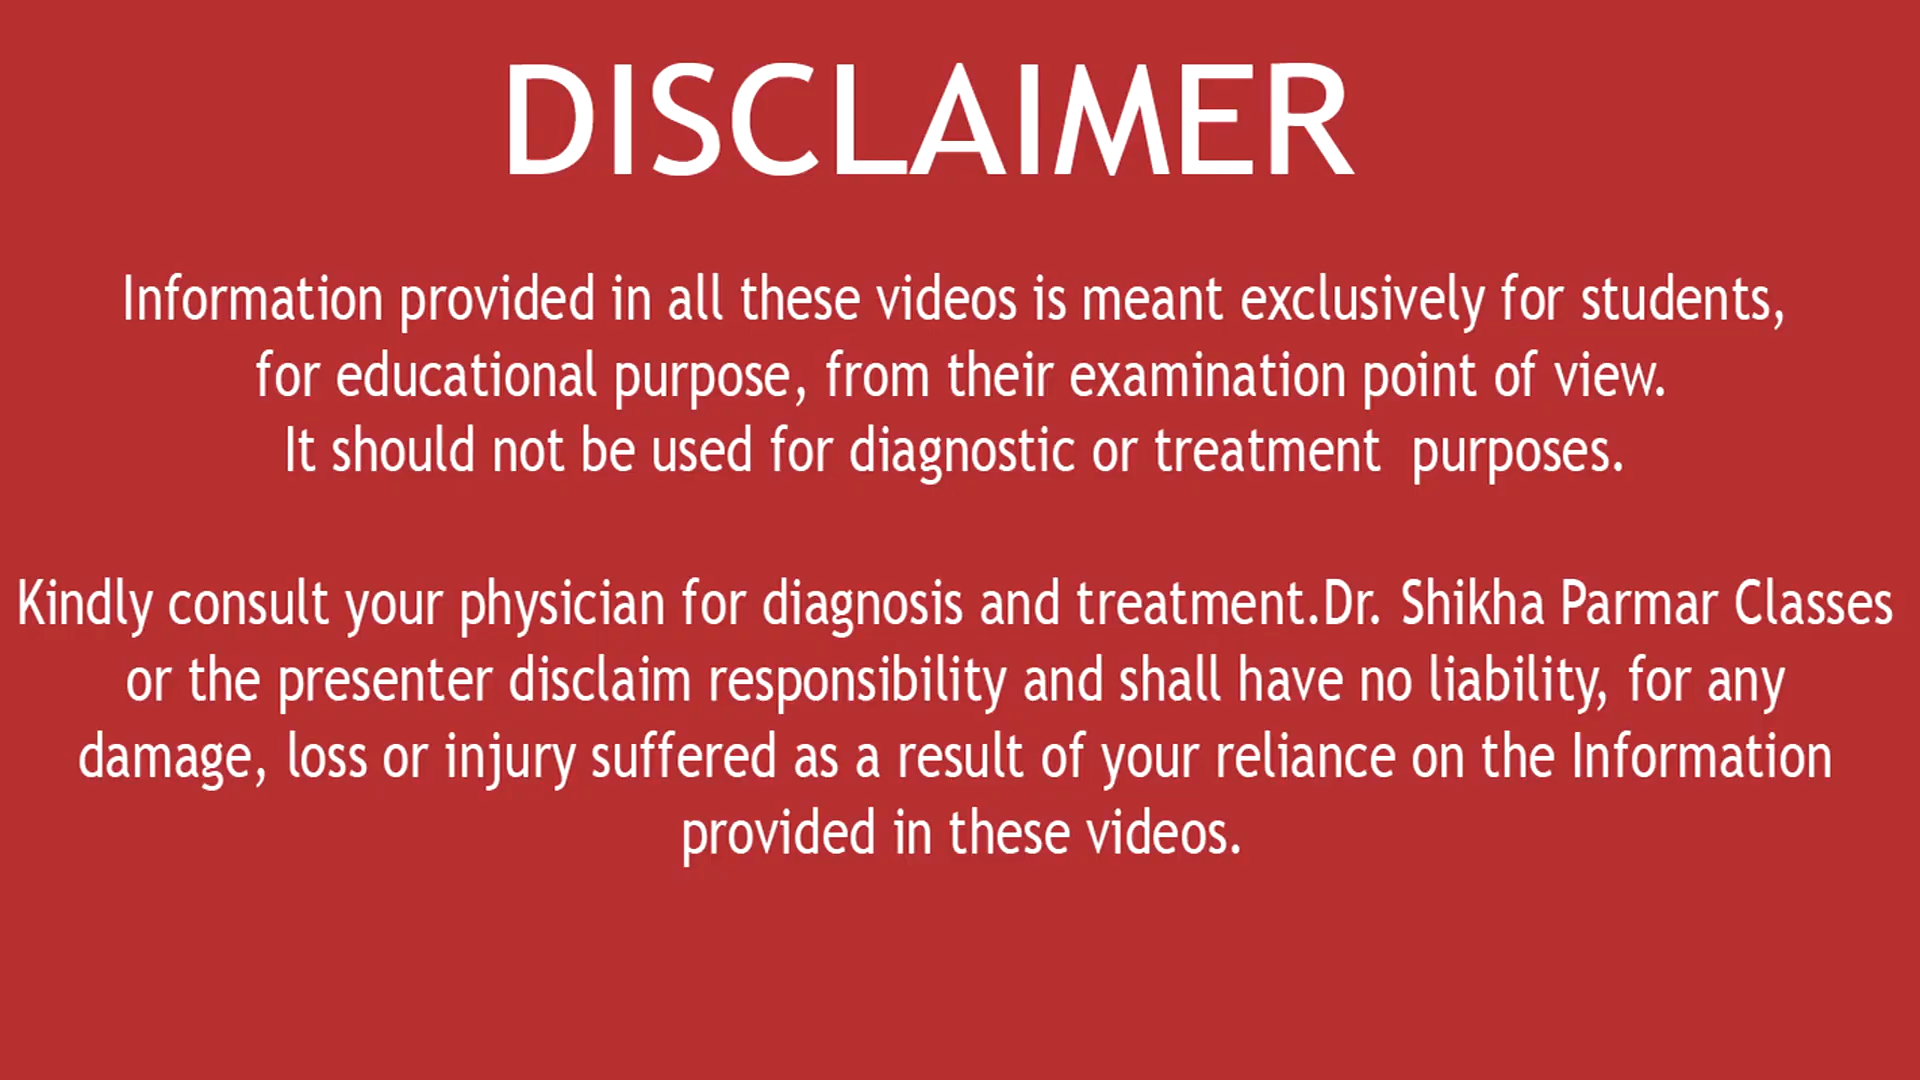 DISCLAIMER
Information provided in all these videos is meant exclusively for students,
for educational purpose, from their examination point of view.
It should not be used for diagnostic or treatment  purposes.
Kindly consult your physician for diagnosis and treatment.Dr. Shikha Parmar Classes
or the presenter disclaim responsibility and shall have no liability, for any
damage, loss or injury suffered as a result of your reliance on the Information
provided in these videos.